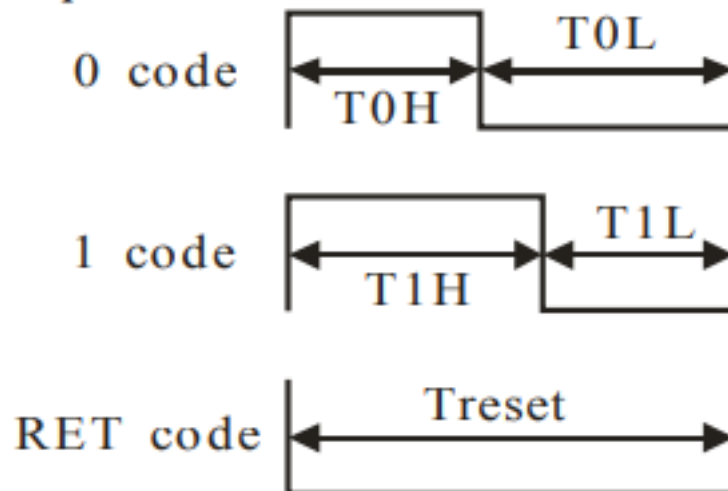 0 code
T0H
T0L
1 code
T1H
T1L
RET code
Treset